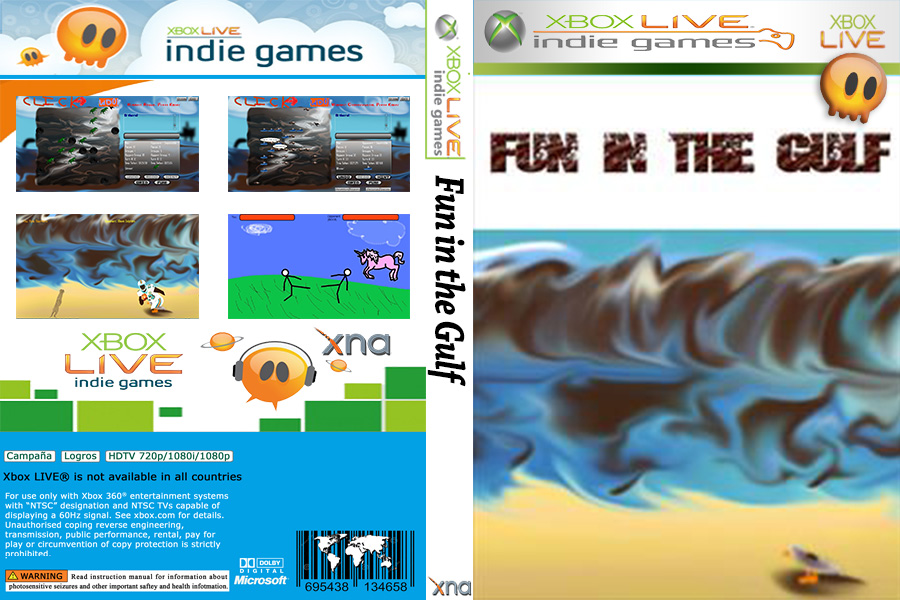 XBOX LIVE
indie games
XBOX LIVE
indie games
xna
Campaña Logros HDTV 720p/1080i/1080p
Xbox LIVE® is not available in all countries
For use only with Xbox 360® entertainment systems
with “NTSC” designation and NTSC TVs capable of
displaying a 60Hz signal. See xbox.com for details.
Unauthorised coping reverse engineering,
transmission, public performance, rental, pay for
play or circumvention of copy protection is strictly
prohibited.
WARNING Read instruction manual for information about
photosensitive seizures and other important saftey and health infotmation.
DOLBY
DIGITAL
Microsoft®
695438 134658
XBOX LIVE
indie games
Fun in the Gulf
xna
XBOX LIVE
indie games
XBOX
LIVE
FUN IN THE GULF